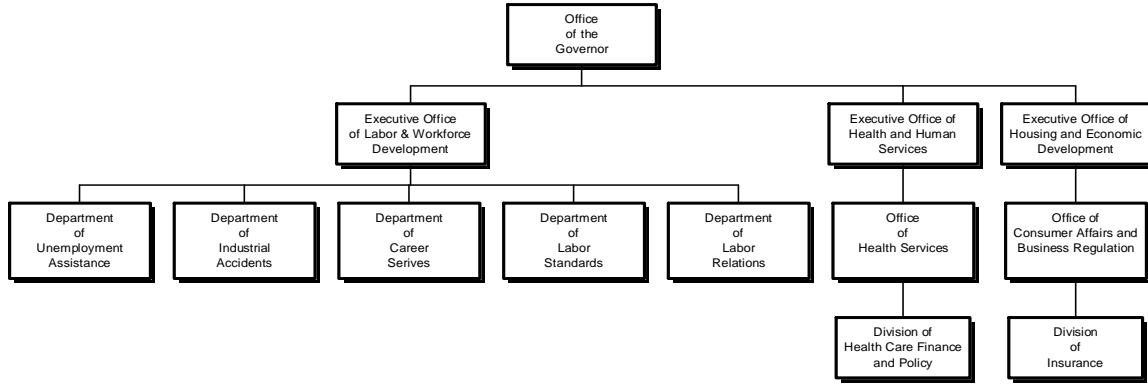 Office
of the
Governor
Executive Office
of Labor & Workforce
Development
Executive Office of
Health and Human
Services
Executive Office of
Housing and Economic
Development
Department
of
Unemployment
Assistance
Department
of
Industrial
Accidents
Department
of
Career
Serives
Department
of
Labor
Standards
Department
of
Labor
Relations
Office
of
Health Services
Office of
Consumer Affairs and
Business Regulation
Division of
Health Care Finance
and Policy
Division
of
Insurance